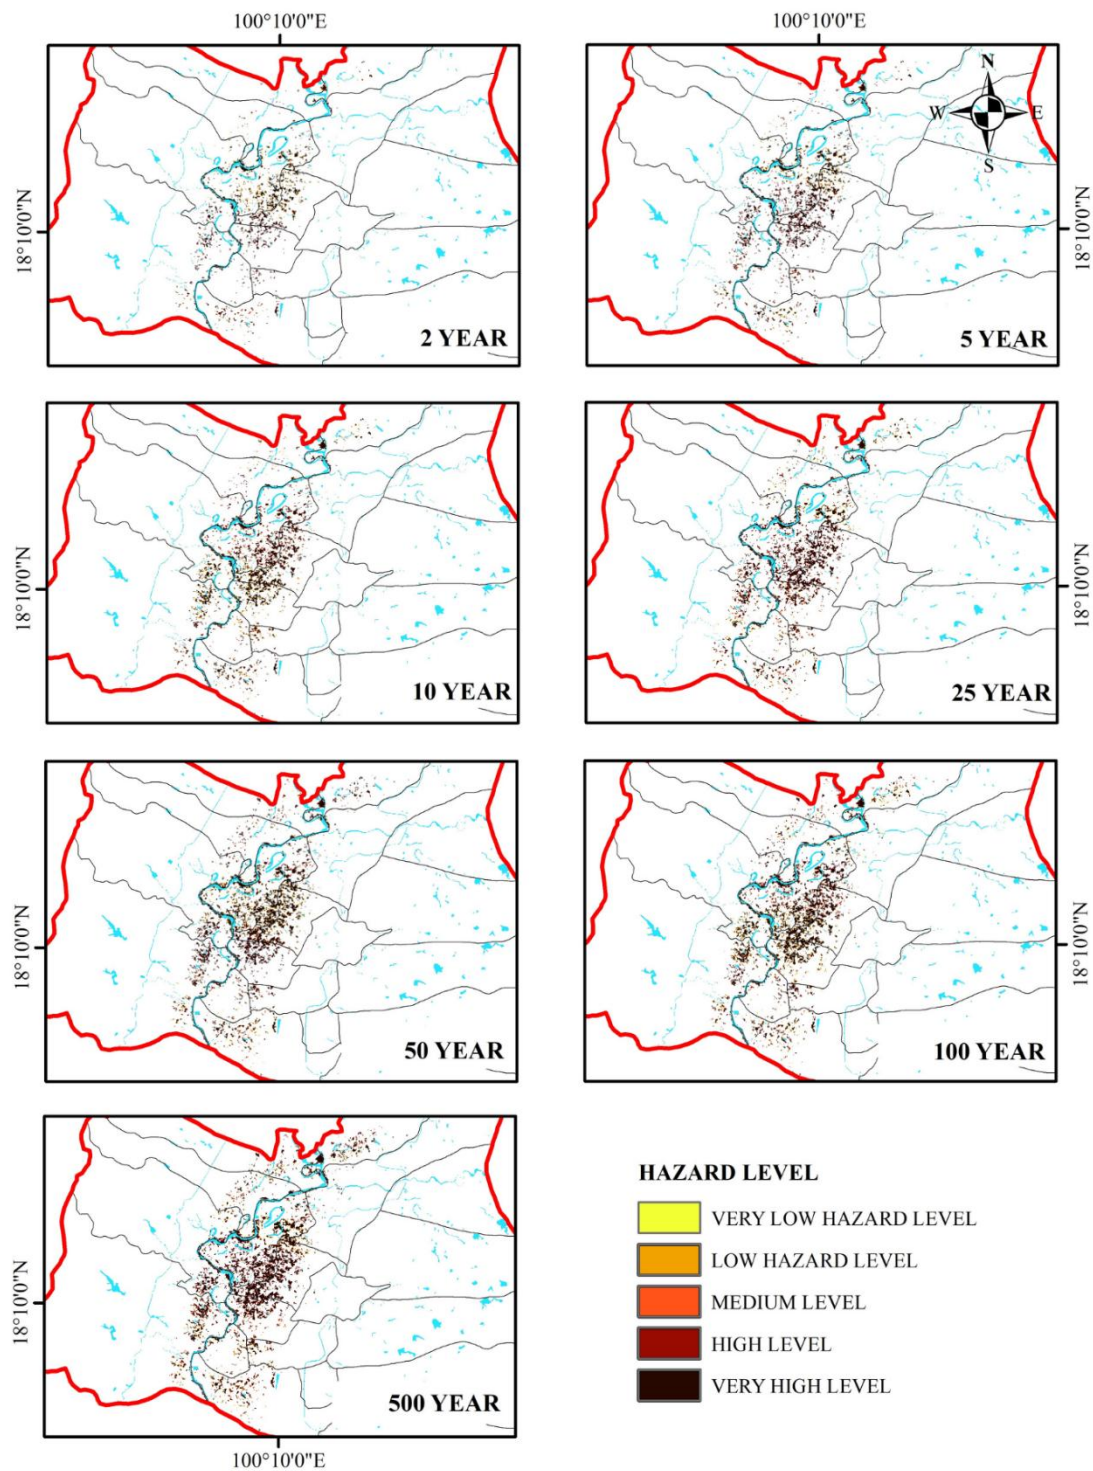 100°10'0"E
100°10'0"E
N
W
E
S
18°10'0"N
18°10'0"N
2 YEAR
5 YEAR
18°10'0"N
18°10'0"N
10 YEAR
25 YEAR
18°10'0"N
18°10'0"N
50 YEAR
100 YEAR
18°10'0"N
500 YEAR
100°10'0"E
HAZARD LEVEL
VERY LOW HAZARD LEVEL
LOW HAZARD LEVEL
MEDIUM LEVEL
HIGH LEVEL
VERY HIGH LEVEL